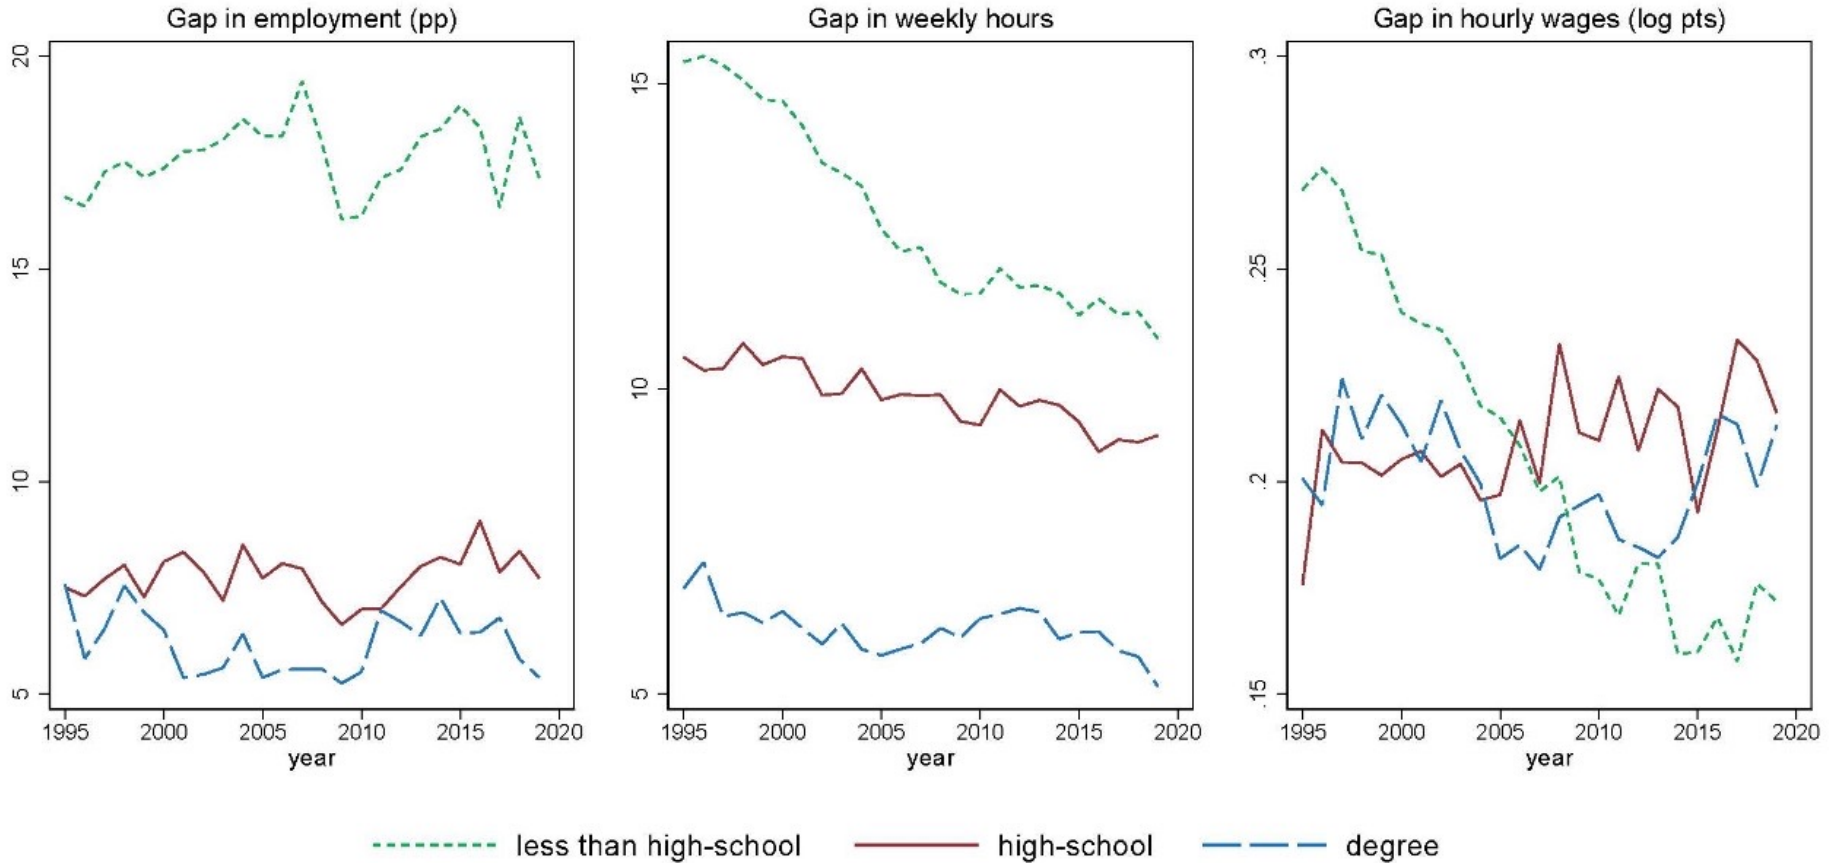 Gap in employment (pp)
20
15
10
5
1995 2000 2005 2010 2015 2020
year
Gap in weekly hours
15
10
5
1995 2000 2005 2010 2015 2020
year
Gap in hourly wages (log pts)
.3
.25
.2
.15
1995 2000 2005 2010 2015 2020
year
less than high-school high-school degree